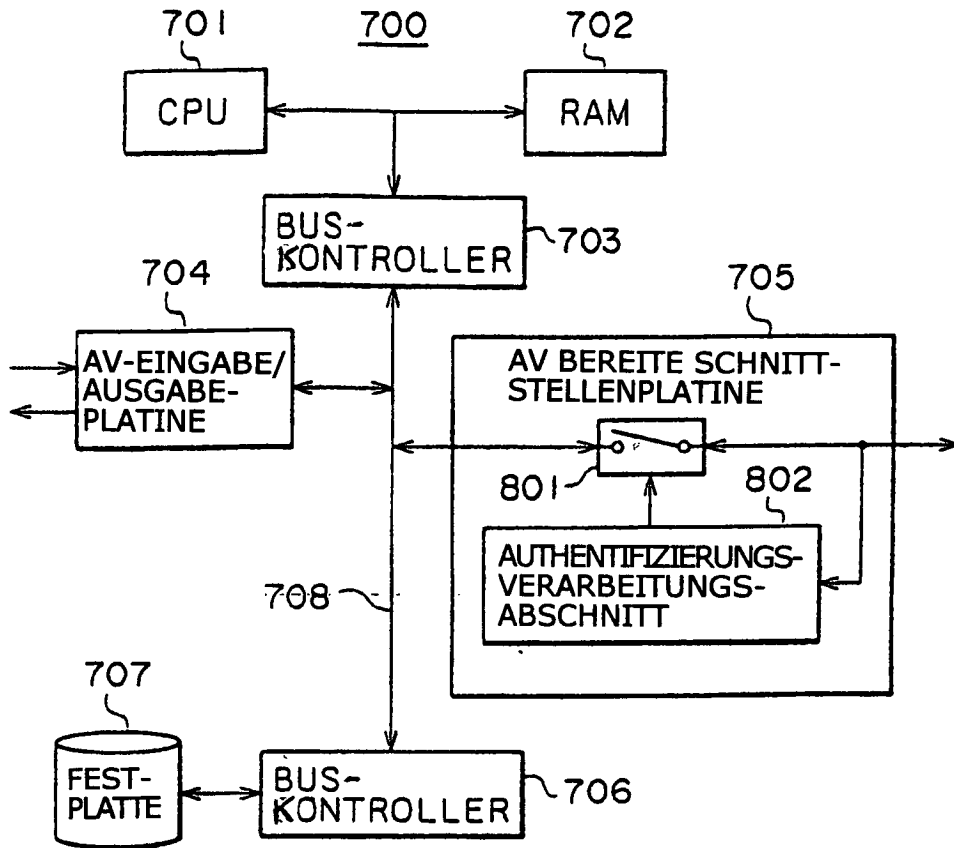 701
700
702
CPU
RAM
BUS-
KONTROLLER
703
704
705
AV-EINGABE/
AUSGABE-
PLATINE
AV BEREITE SCHNITT-
STELLENPLATINE
801
802
AUTHENTIFIZIERUNGS-
VERARBEITUNGS-
ABSCHNITT
708
707
FEST-
PLATTE
BUS-
KONTROLLER
706